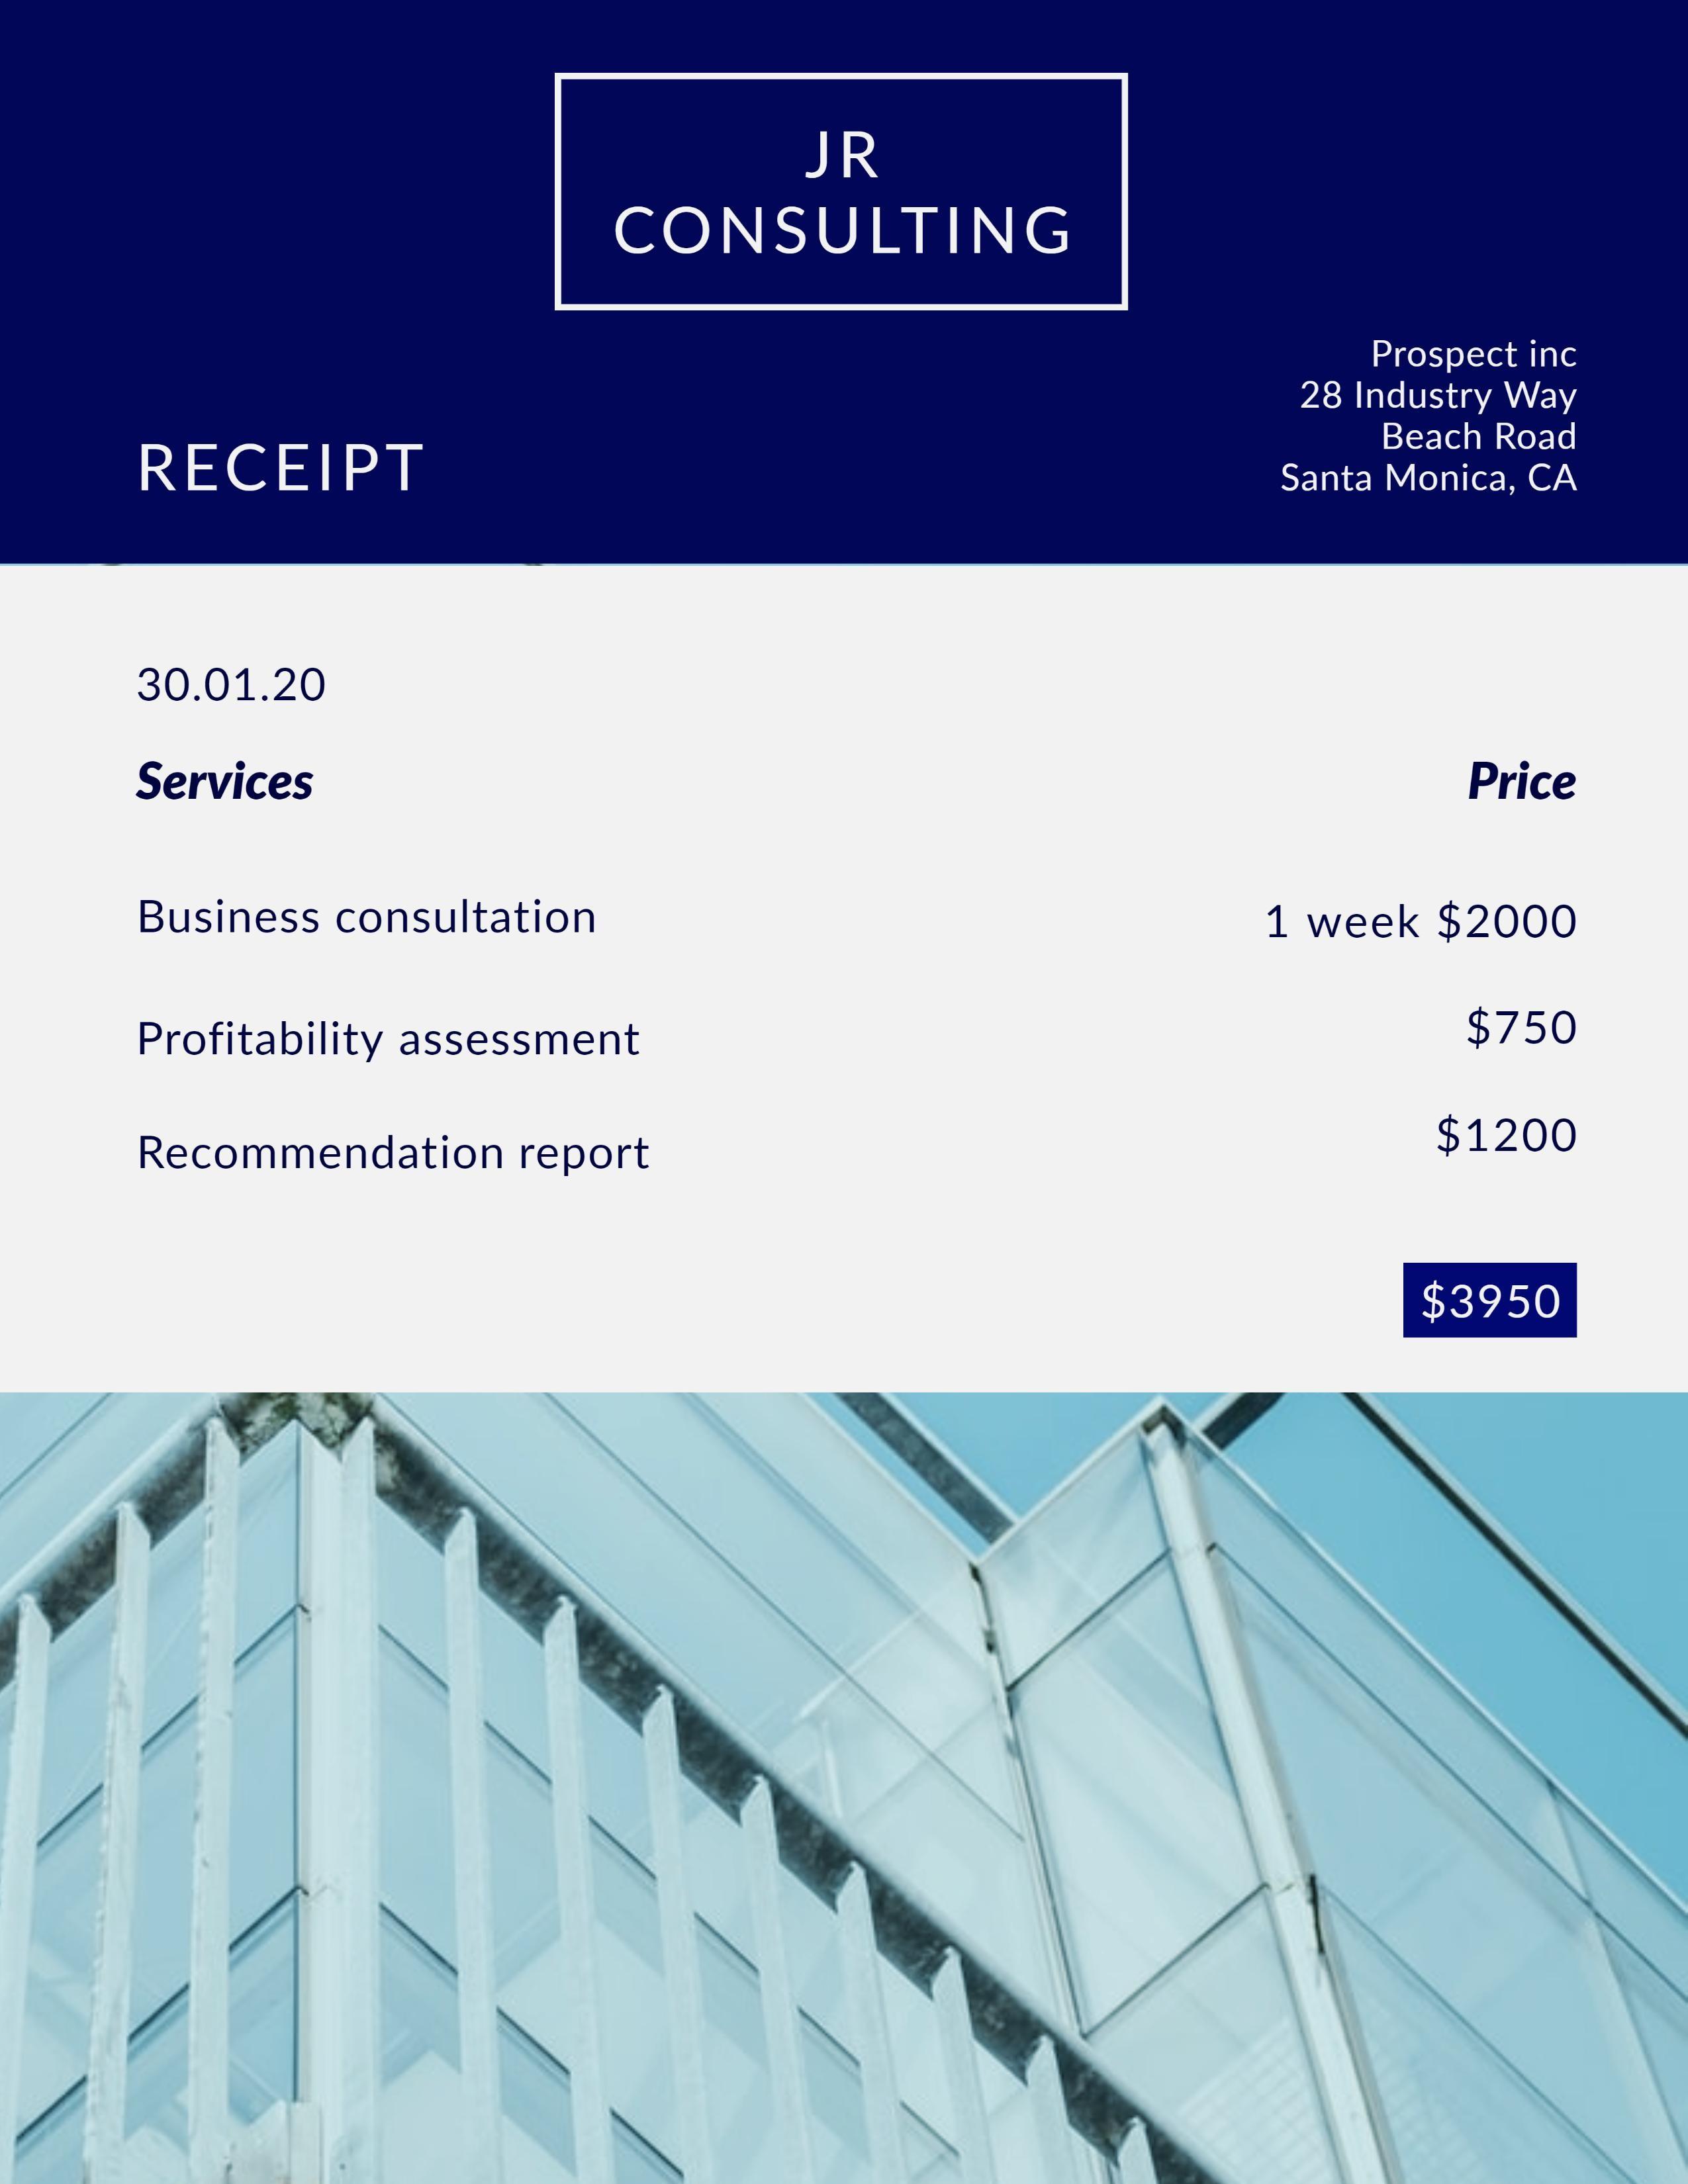 JR
CONSULTING
RECEIPT
Prospect inc
28 Industry Way
Beach Road
Santa Monica, CA
30.01.20
Services Price
Business consultation 1 week $2000
Profitability assessment $750
Recommendation report $1200
$3950